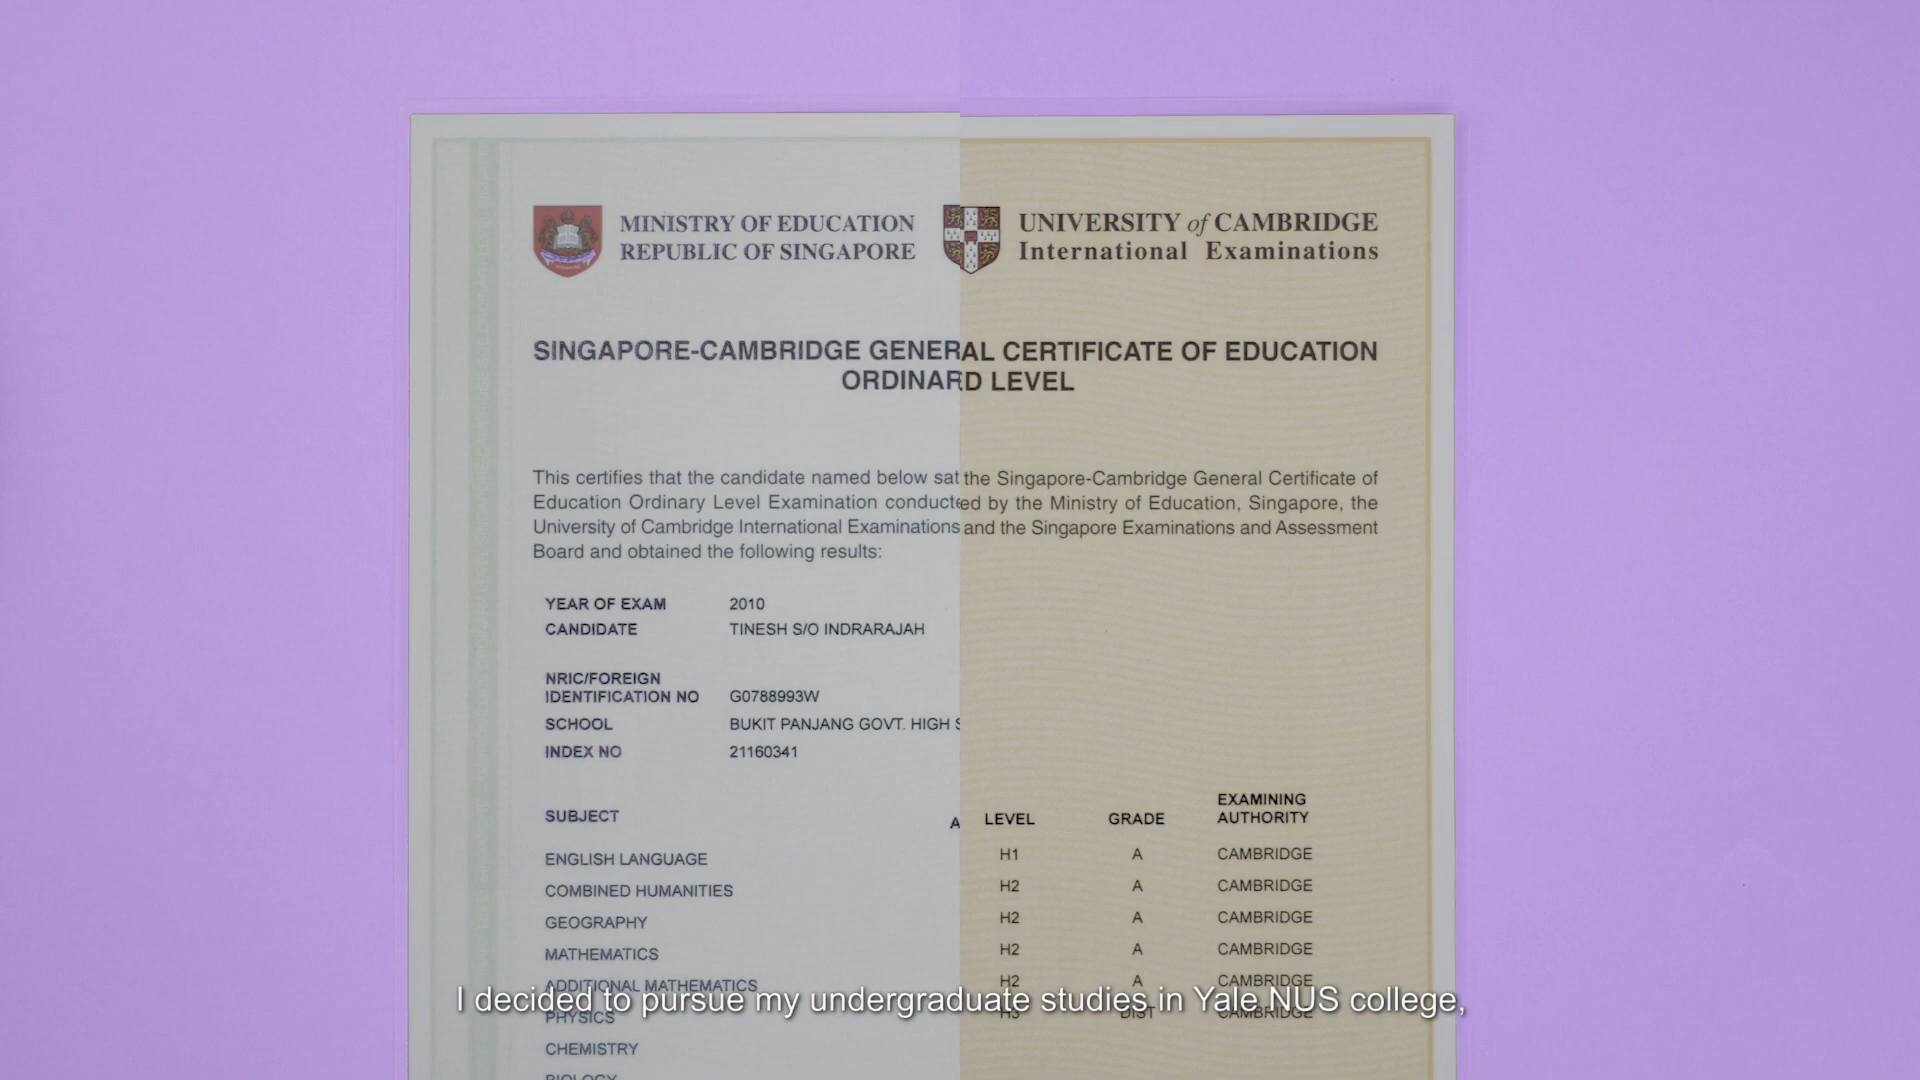 MINISTRY OF EDUCATION
REPUBLIC OF SINGAPORE
UNIVERSITY of CAMBRIDGE
International Examinations
SINGAPORE-CAMBRIDGE GENERAL CERTIFICATE OF EDUCATION
ORDINARD LEVEL
This certifies that the candidate named below sat the Singapore-Cambridge General Certificate of
Education Ordinary Level Examination conducted by the Ministry of Education, Singapore, the
University of Cambridge International Examinations and the Singapore Examinations and Assessment
Board and obtained the following results:
YEAR OF EXAM 2010
CANDIDATE TINESH S/O INDRARAJAH
NRIC/FOREIGN
IDENTIFICATION NO G0788993W
SCHOOL BUKIT PANJANG GOVT. HIGH S
INDEX NO 21160341
SUBJECT A LEVEL GRADE EXAMINING
AUTHORITY
ENGLISH LANGUAGE H1 A CAMBRIDGE
COMBINED HUMANITIES H2 A CAMBRIDGE
GEOGRAPHY H2 A CAMBRIDGE
MATHEMATICS H2 A CAMBRIDGE
ADDITIONAL MATHEMATICS H2 A CAMBRIDGE
I decided to pursue my undergraduate studies in Yale NUS college,
PHYSICS H3 DIST CAMBRIDGE
CHEMISTRY
BIOLOGY